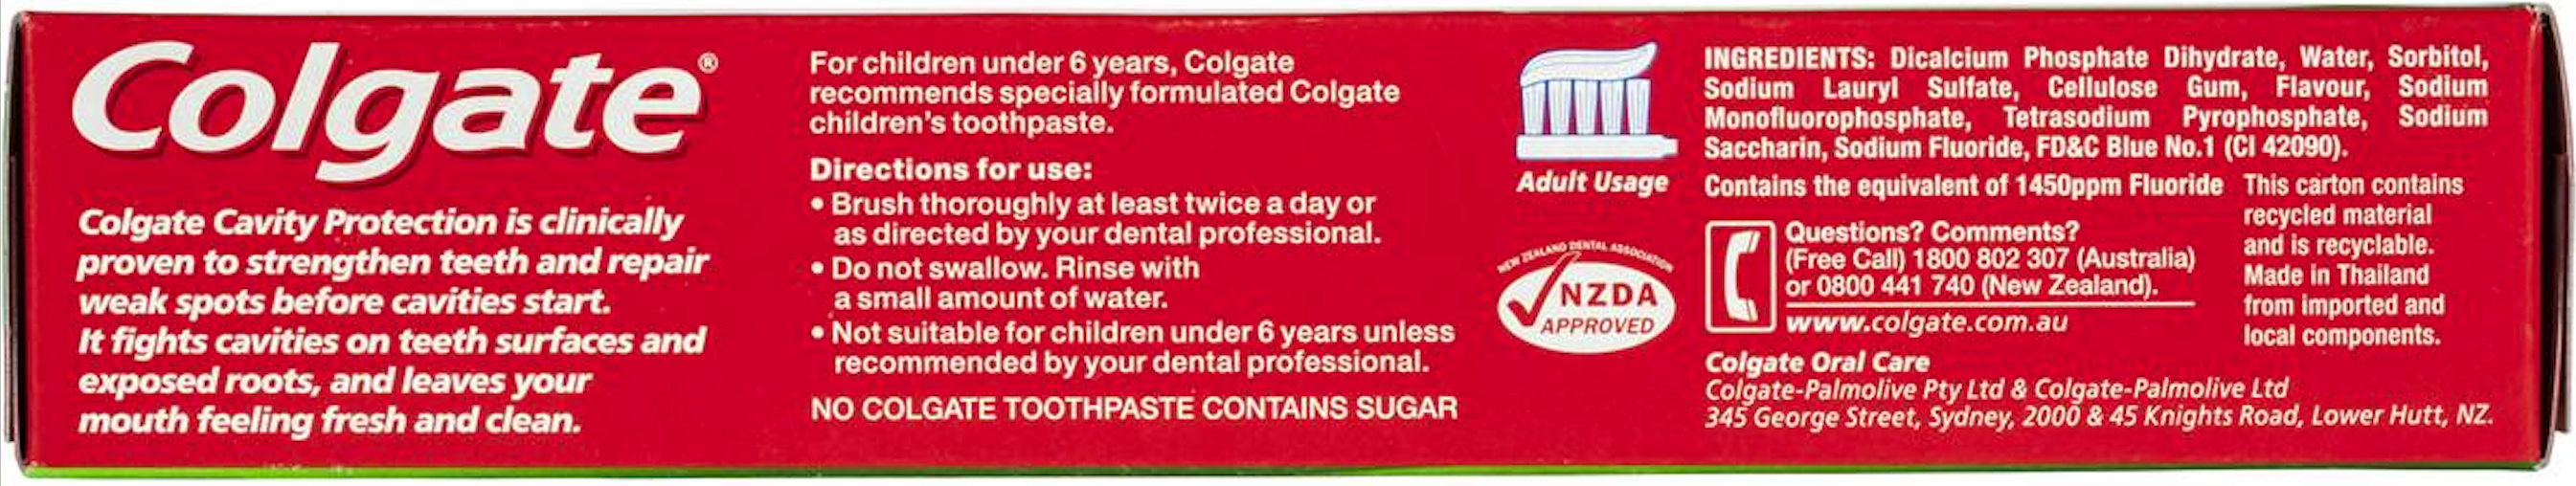 Colgate®
Colgate Cavity Protection is clinically
proven to strengthen teeth and repair
weak spots before cavities start.
It fights cavities on teeth surfaces and
exposed roots, and leaves your
mouth feeling fresh and clean.
For children under 6 years, Colgate
recommends specially formulated Colgate
children's toothpaste.
Directions for use:
• Brush thoroughly at least twice a day or
as directed by your dental professional.
• Do not swallow. Rinse with
a small amount of water.
• Not suitable for children under 6 years unless
recommended by your dental professional.
NO COLGATE TOOTHPASTE CONTAINS SUGAR
Adult Usage
NEW ZEALAND DENTAL ASSOCIATION
NZDA
APPROVED
INGREDIENTS: Dicalcium Phosphate Dihydrate, Water, Sorbitol,
Sodium Lauryl Sulfate, Cellulose Gum, Flavour, Sodium
Monofluorophosphate, Tetrasodium Pyrophosphate, Sodium
Saccharin, Sodium Fluoride, FD&C Blue No.1 (CI 42090).
Contains the equivalent of 1450ppm Fluoride
Questions? Comments?
(Free Call) 1800 802 307 (Australia)
or 0800 441 740 (New Zealand).
www.colgate.com.au
This carton contains
recycled material
and is recyclable.
Made in Thailand
from imported and
local components.
Colgate Oral Care
Colgate-Palmolive Pty Ltd & Colgate-Palmolive Ltd
345 George Street, Sydney, 2000 & 45 Knights Road, Lower Hutt, NZ.